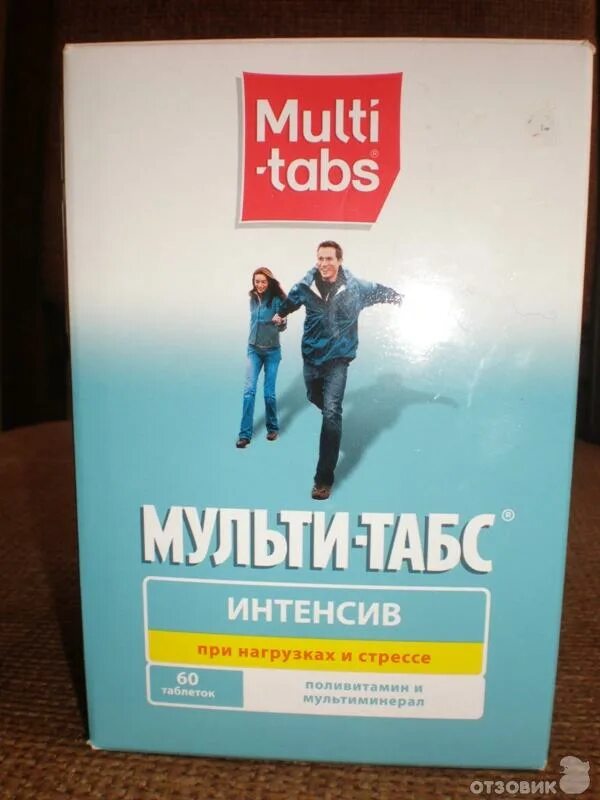 Multi
-tabs®
МУЛЬТИ-ТАБС®
ИНТЕНСИВ
при нагрузках и стрессе
60
таблеток
поливитамин и
мультиминерал
ОТЗОВИК